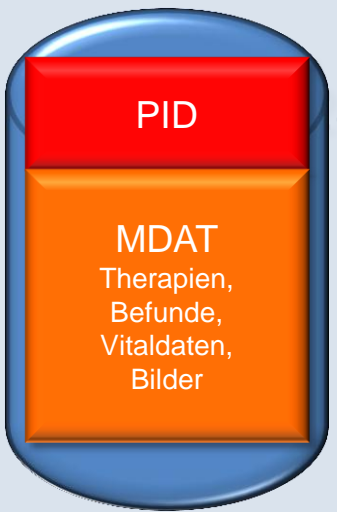 PID
MDAT
Therapien,
Befunde,
Vitaldaten,
Bilder